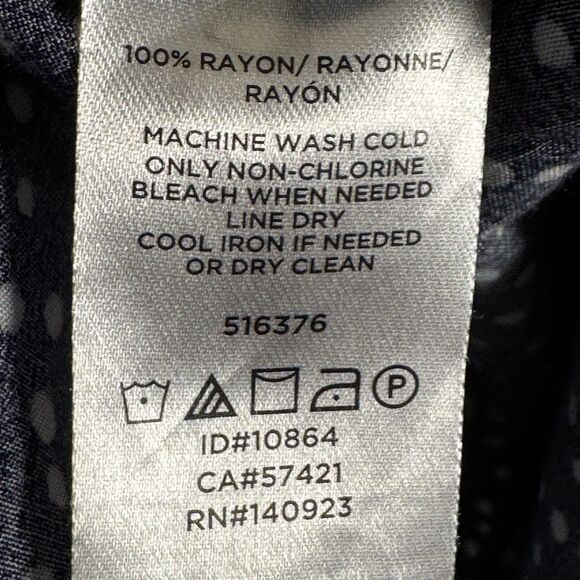 100% RAYON/ RAYONNE/
RAYÓN
MACHINE WASH COLD
ONLY NON-CHLORINE
BLEACH WHEN NEEDED
LINE DRY
COOL IRON IF NEEDED
OR DRY CLEAN
516376
P
ID#10864
CA#57421
RN#140923